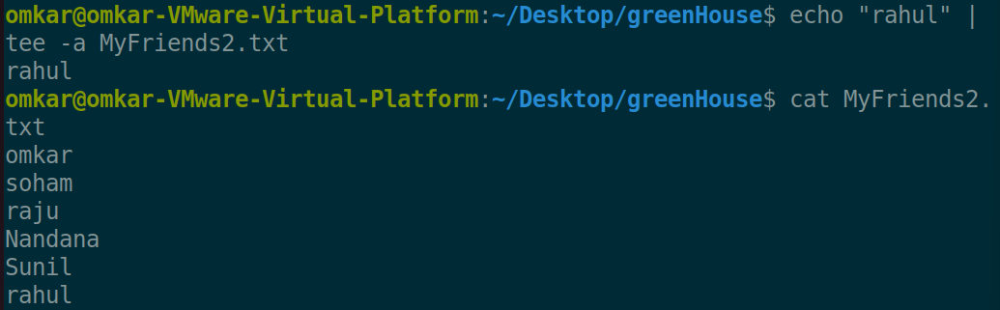 omkar@omkar-VMware-Virtual-Platform:~/Desktop/greenHouse$ echo "rahul" |
tee -a MyFriends2.txt
rahul
omkar@omkar-VMware-Virtual-Platform:~/Desktop/greenHouse$ cat MyFriends2.
txt
omkar
soham
raju
Nandana
Sunil
rahul